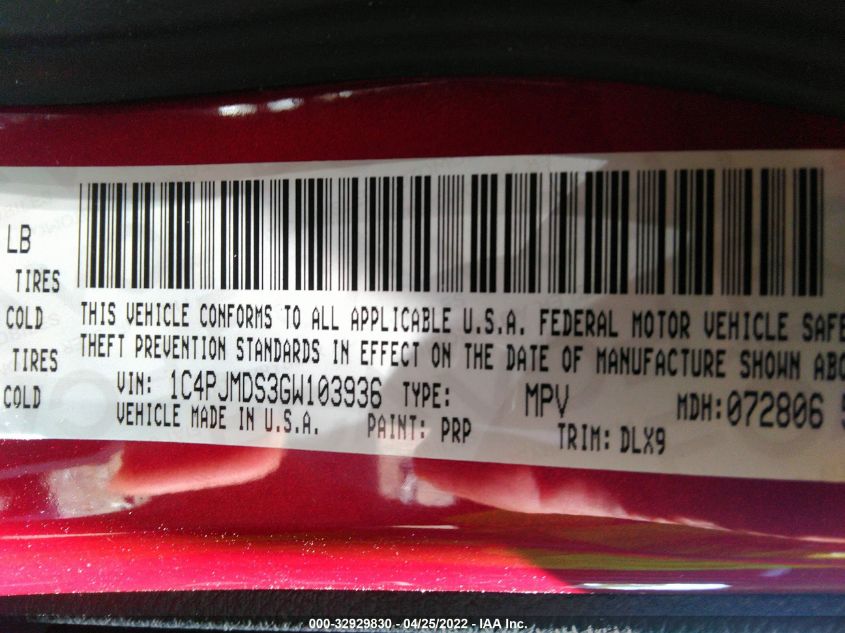 LB
TIRES
COLD
TIRES
COLD
THIS VEHICLE CONFORMS TO ALL APPLICABLE U.S.A. FEDERAL MOTOR VEHICLE SAFE
THEFT PREVENTION STANDARDS IN EFFECT ON THE DATE OF MANUFACTURE SHOWN ABO
VIN: 1C4PJMDS3GW103936 TYPE: MPV MDH:072806
VEHICLE MADE IN U.S.A. PAINT: PRP TRIM: DLX9
000-32929830 - 04/25/2022 - IAA Inc.